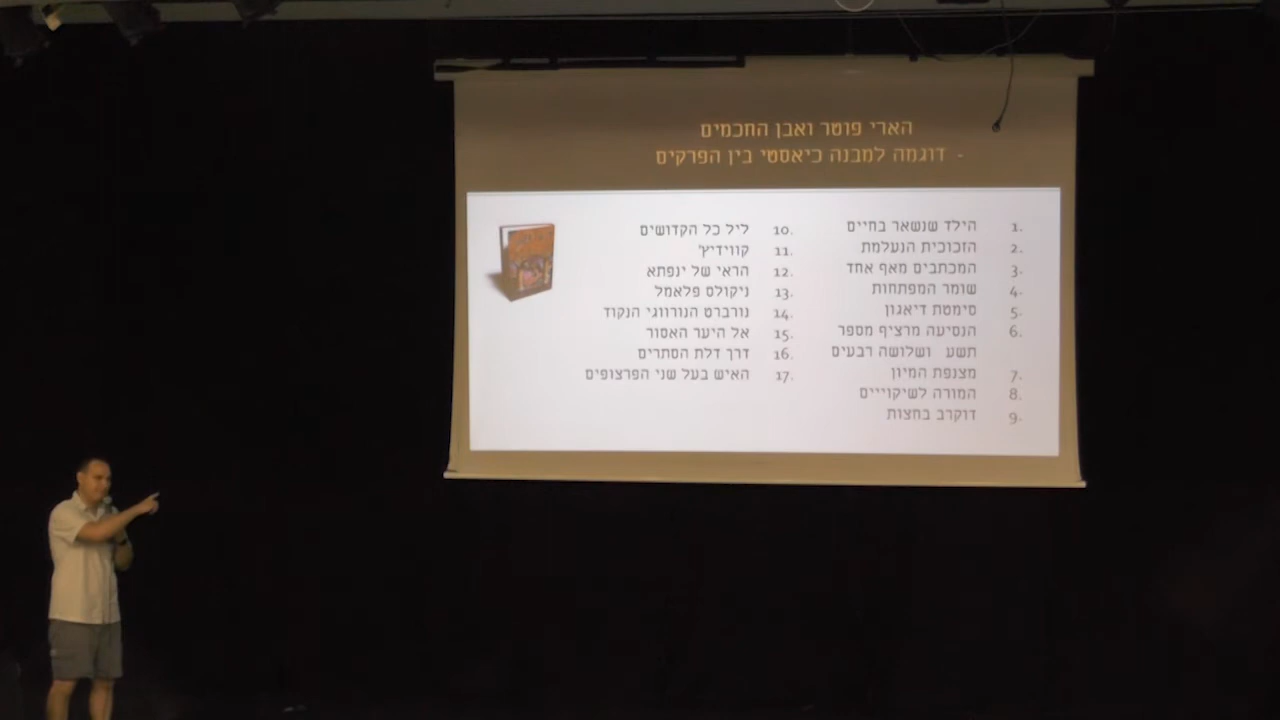 הארי פוטר ואבן החכמים
- דוגמה למבנה כיאסטי בין הפרקים
1. הילד שנשאר בחיים
2. הזכוכית הנעלמת
3. המכתבים מאף אחד
4. שומר המפתחות
5. סימטת דיאגון
6. הנסיעה מרציף מספר
תשע ושלושה רבעים
7. מצנפת המיון
8. המורה לשיקוייים
9. דוקרב בחצות
10. ליל כל הקדושים
11. קווידיץ'
12. הראי של ינפתא
13. ניקולס פלאמל
14. נורברט הנורווגי הנקוד
15. אל היער האסור
16. דרך דלת הסתרים
17. האיש בעל שני הפרצופים